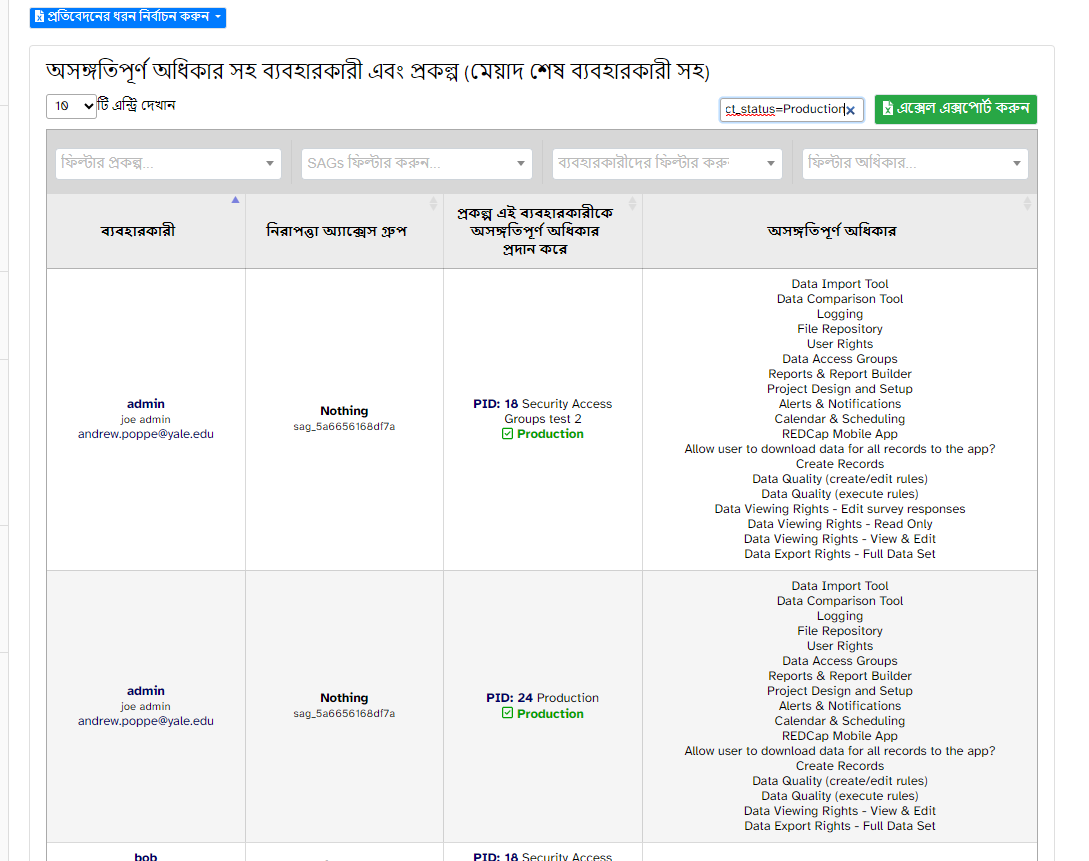 প্রতিবেদনের ধরন নির্বাচন করুন
অসঙ্গতিপূর্ণ অধিকার সহ ব্যবহারকারী এবং প্রকল্প (মেয়াদ শেষ ব্যবহারকারী সহ)
10 টি এন্ট্রি দেখান
ct_status=Production
এক্সেল এক্সপোর্ট করুন
ফিল্টার প্রকল্প...
SAGs ফিল্টার করুন...
ব্যবহারকারীদের ফিল্টার করু
ফিল্টার অধিকার...
ব্যবহারকারী
নিরাপত্তা অ্যাক্সেস গ্রুপ
প্রকল্প এই ব্যবহারকারীকে
অসঙ্গতিপূর্ণ অধিকার
প্রদান করে
অসঙ্গতিপূর্ণ অধিকার
admin
joe admin
andrew.poppe@yale.edu
Nothing
sag_5a6656168df7a
PID: 18 Security Access
Groups test 2
Production
Data Import Tool
Data Comparison Tool
Logging
File Repository
User Rights
Data Access Groups
Reports & Report Builder
Project Design and Setup
Alerts & Notifications
Calendar & Scheduling
REDCap Mobile App
Allow user to download data for all records to the app?
Create Records
Data Quality (create/edit rules)
Data Quality (execute rules)
Data Viewing Rights - Edit survey responses
Data Viewing Rights - Read Only
Data Viewing Rights - View & Edit
Data Export Rights - Full Data Set
admin
joe admin
andrew.poppe@yale.edu
Nothing
sag_5a6656168df7a
PID: 24 Production
Production
Data Import Tool
Data Comparison Tool
Logging
File Repository
User Rights
Data Access Groups
Reports & Report Builder
Project Design and Setup
Alerts & Notifications
Calendar & Scheduling
REDCap Mobile App
Allow user to download data for all records to the app?
Create Records
Data Quality (create/edit rules)
Data Quality (execute rules)
Data Viewing Rights - View & Edit
Data Export Rights - Full Data Set
bob
PID: 18 Security Access